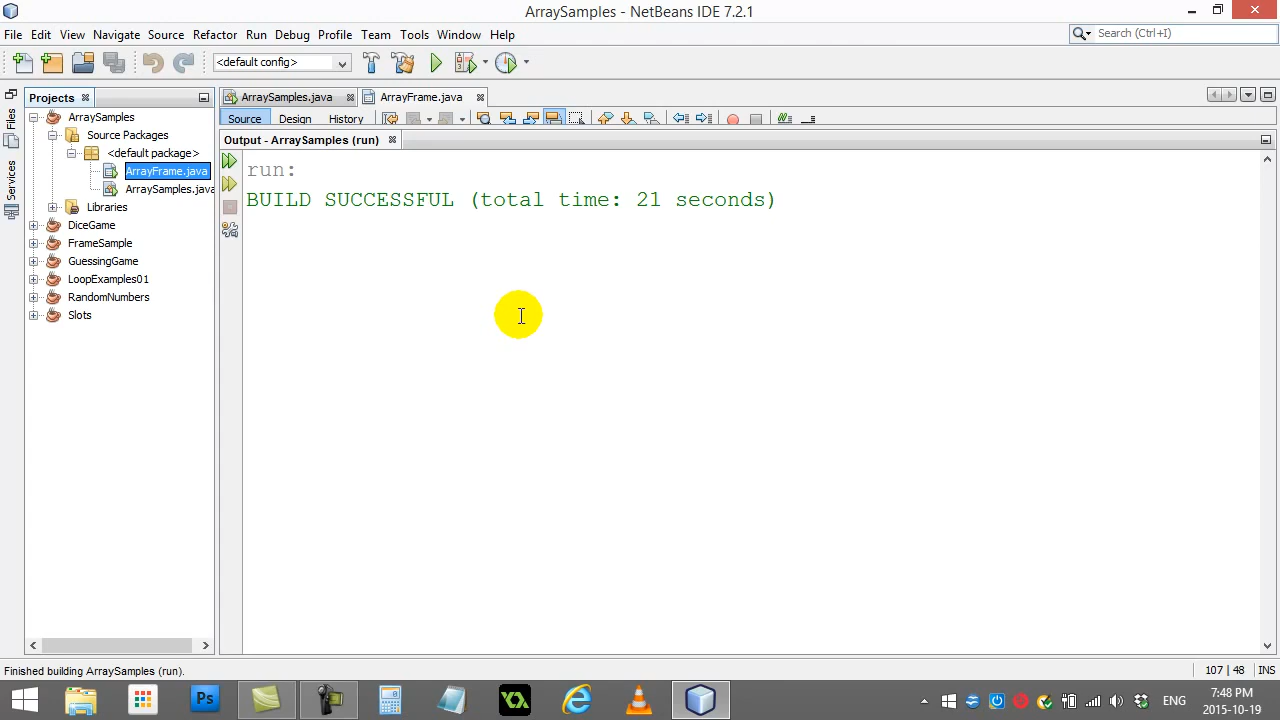 ArraySamples - NetBeans IDE 7.2.1
File Edit View Navigate Source Refactor Run Debug Profile Team Tools Window Help
Search (Ctrl+I)
<default config>
Projects
ArraySamples.java
ArrayFrame.java
Source Design History
Files
Services
ArraySamples
Source Packages
<default package>
ArrayFrame.java
ArraySamples.java
Libraries
DiceGame
FrameSample
GuessingGame
LoopExamples01
RandomNumbers
Slots
Output - ArraySamples (run)
run:
BUILD SUCCESSFUL (total time: 21 seconds)
Finished building ArraySamples (run).
107 | 48 INS
Ps
ENG
7:48 PM
2015-10-19